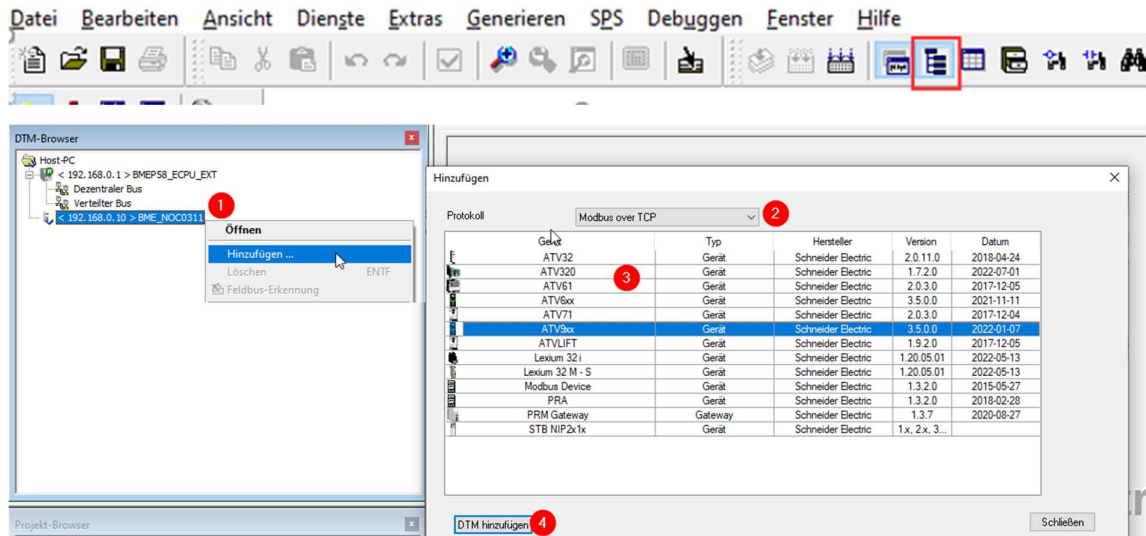 Datei Bearbeiten Ansicht Dienste Extras Generieren SPS Debuggen Fenster Hilfe
DTM-Browser
Host-PC
< 192.168.0.1 > BMEP58_ECPU_EXT
Dezentraler Bus
Verteilter Bus
< 192.168.0.10 > BME_NOC0311
1
Öffnen
Hinzufügen ...
Löschen ENTF
Feldbus-Erkennung
Projekt-Browser
Hinzufügen
Protokoll Modbus over TCP 2
Gerät Typ Hersteller Version Datum
ATV32 Gerät Schneider Electric 2.0.11.0 2018-04-24
ATV320 Gerät Schneider Electric 1.7.2.0 2022-07-01
3
ATV61 Gerät Schneider Electric 2.0.3.0 2017-12-05
ATV6xx Gerät Schneider Electric 3.5.0.0 2021-11-11
ATV71 Gerät Schneider Electric 2.0.3.0 2017-12-04
ATV9xx Gerät Schneider Electric 3.5.0.0 2022-01-07
ATVLIFT Gerät Schneider Electric 1.9.2.0 2017-12-05
Lexium 32 i Gerät Schneider Electric 1.20.05.01 2022-05-13
Lexium 32 M - S Gerät Schneider Electric 1.20.05.01 2022-05-13
Modbus Device Gerät Schneider Electric 1.3.2.0 2015-05-27
PRA Gerät Schneider Electric 1.3.2.0 2018-02-28
PRM Gateway Gateway Schneider Electric 1.3.7 2020-08-27
STB NIP2x1x Gerät Schneider Electric 1.x, 2.x, 3...
DTM hinzufügen 4 Schließen